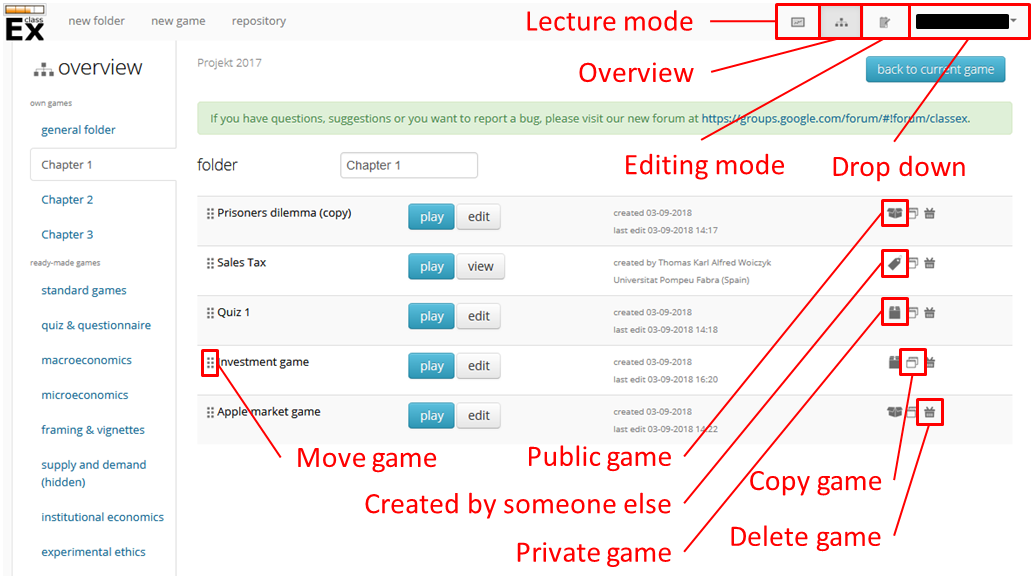 class
Ex
new folder new game repository
Lecture mode
Overview
Editing mode
Drop down
overview
Projekt 2017
back to current game
own games
general folder
Chapter 1
Chapter 2
Chapter 3
ready-made games
standard games
quiz & questionnaire
macroeconomics
microeconomics
framing & vignettes
supply and demand
(hidden)
institutional economics
experimental ethics
If you have questions, suggestions or you want to report a bug, please visit our new forum at https://groups.google.com/forum/#!forum/classex.
folder Chapter 1
Prisoners dilemma (copy) play edit created 03-09-2018
last edit 03-09-2018 14:17
Sales Tax play view created by Thomas Karl Alfred Woiczyk
Universitat Pompeu Fabra (Spain)
Quiz 1 play edit created 03-09-2018
last edit 03-09-2018 14:18
nvestment game play edit created 03-09-2018
last edit 03-09-2018 16:20
Apple market game play edit created 03-09-2018
last edit 03-09-2018 14:22
Move game
Public game
Created by someone else
Private game
Copy game
Delete game